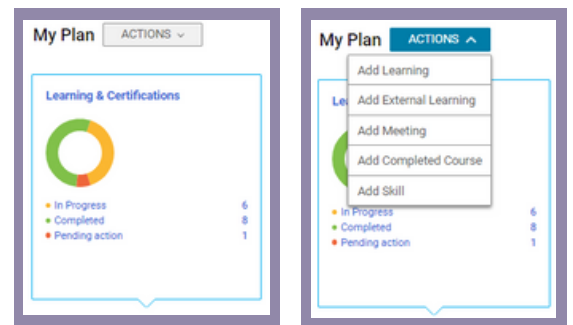 My Plan ACTIONS
Learning & Certifications
In Progress 6
Completed 8
Pending action 1
My Plan ACTIONS
Add Learning
Le
Add External Learning
Add Meeting
Add Completed Course
Add Skill
In Progress 6
Completed 8
Pending action 1